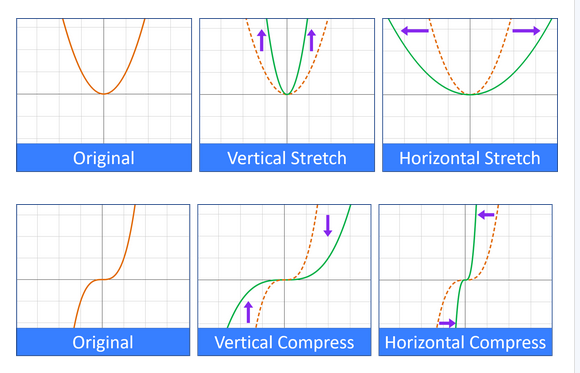 Original
Vertical Stretch
Horizontal Stretch
Original
Vertical Compress
Horizontal Compress